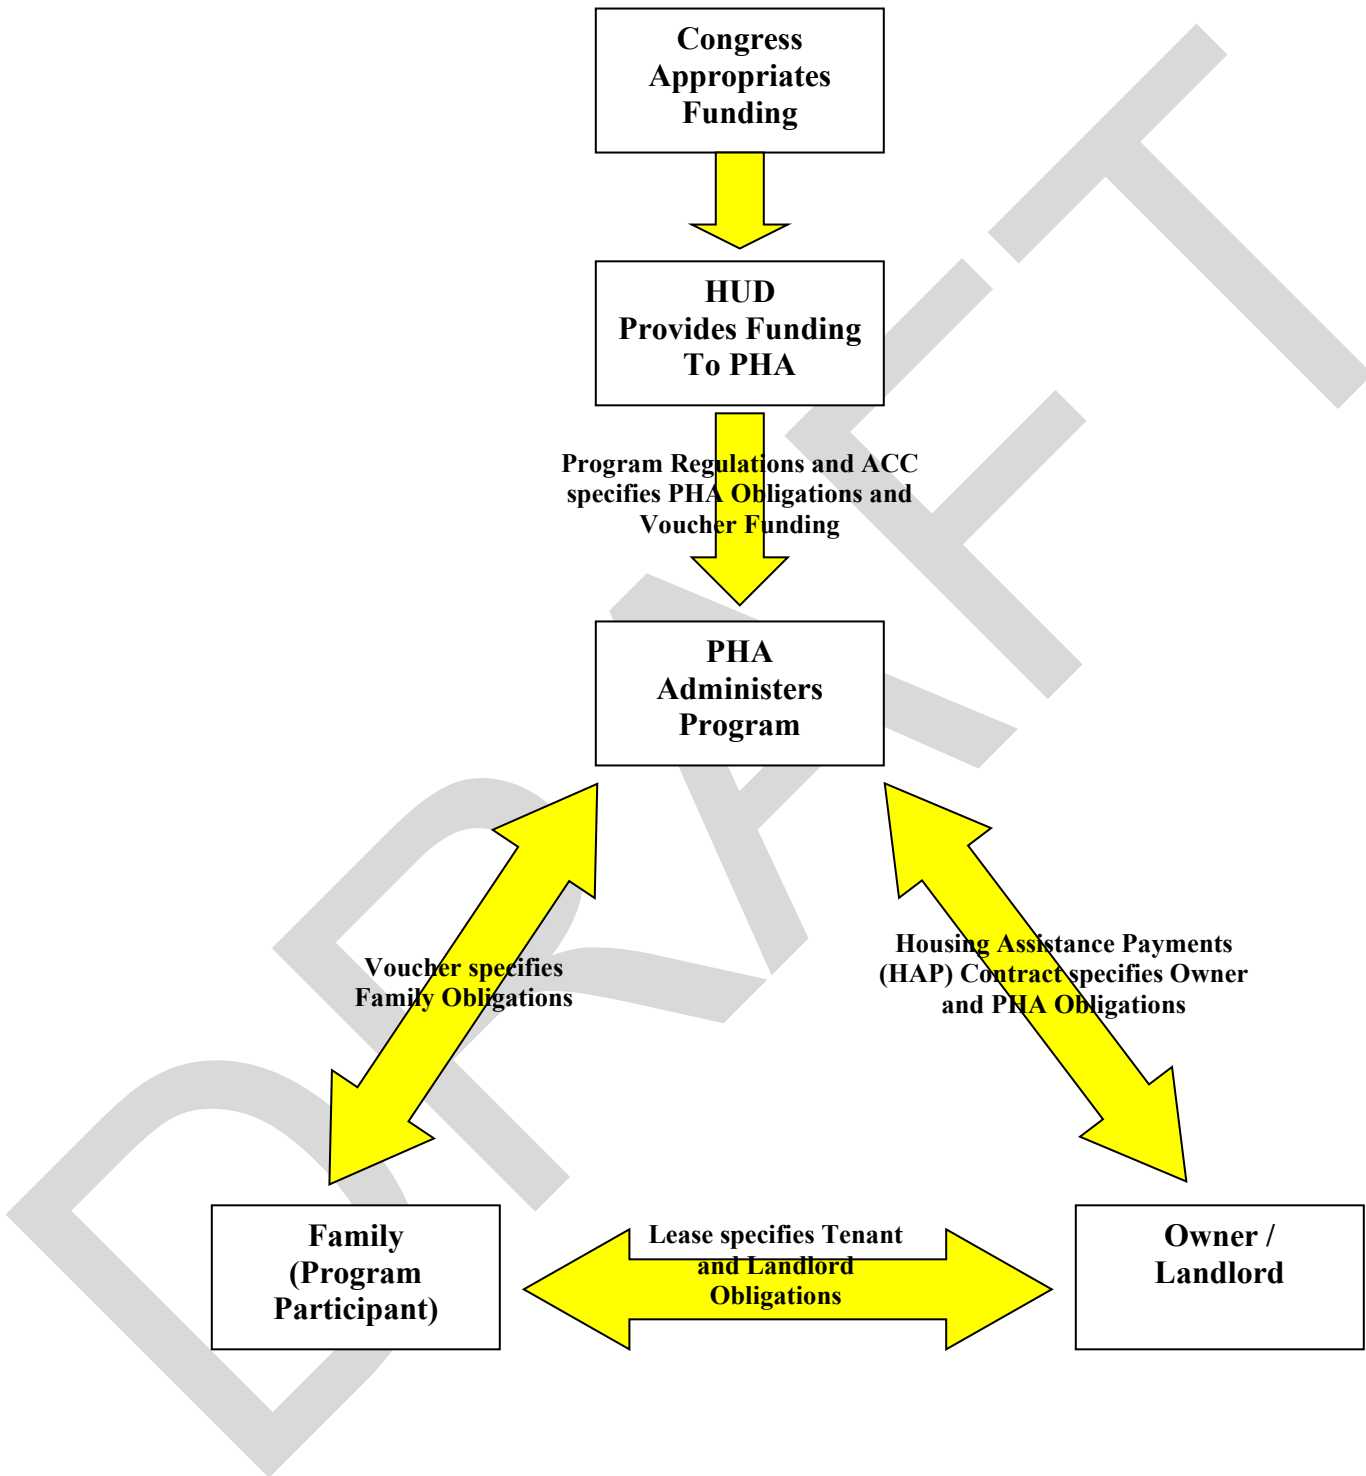 Congress
Appropriates
Funding
HUD
Provides Funding
To PHA
Program Regulations and ACC
specifies PHA Obligations and
Voucher Funding
PHA
Administers
Program
Voucher specifies
Family Obligations
Housing Assistance Payments
(HAP) Contract specifies Owner
and PHA Obligations
Family
(Program
Participant)
Lease specifies Tenant
and Landlord
Obligations
Owner /
Landlord
DRAFT